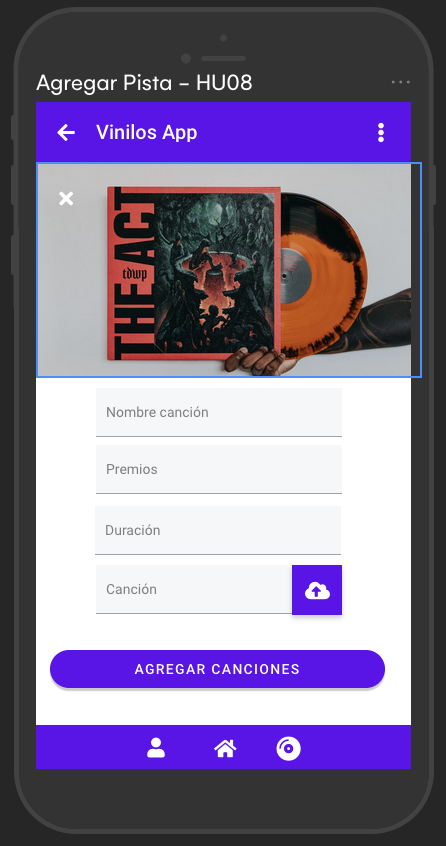 Agregar Pista – HU08
Vinilos App
THE ACT
tdwp
Nombre canción
Premios
Duración
Canción
AGREGAR CANCIONES